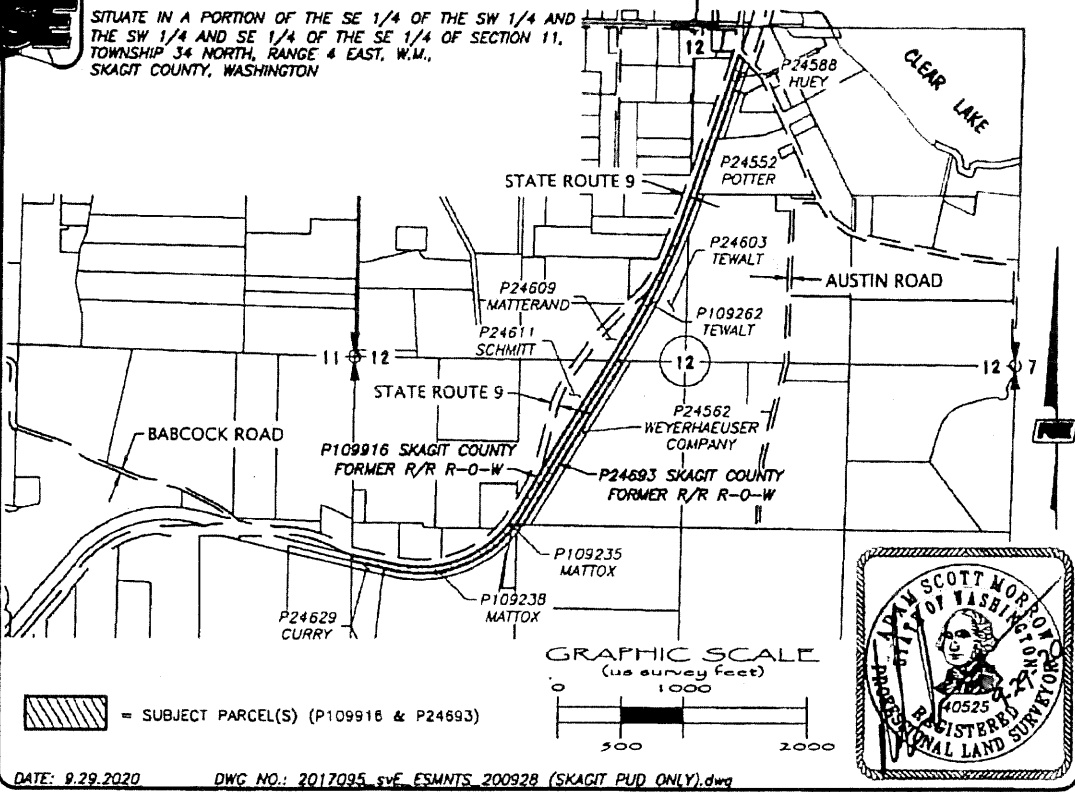 SITUATE IN A PORTION OF THE SE 1/4 OF THE SW 1/4 AND
THE SW 1/4 AND SE 1/4 OF THE SE 1/4 OF SECTION 11,
TOWNSHIP 34 NORTH, RANGE 4 EAST, W.M.,
SKAGIT COUNTY, WASHINGTON
12
P24588
HUEY
CLEAR LAKE
P24552
POTTER
STATE ROUTE 9
P24603
TEWALT
AUSTIN ROAD
P24609
MATTERAND
P109262
TEWALT
P24611
SCHMITT
11 12
12
12 7
STATE ROUTE 9
P24562
WEYERHAEUSER
COMPANY
BABCOCK ROAD
P109916 SKAGIT COUNTY
FORMER R/R R-O-W
P24693 SKAGIT COUNTY
FORMER R/R R-O-W
P109235
MATTOX
P109238
MATTOX
P24629
CURRY
GRAPHIC SCALE
(us survey feet)
0 1000
500 2000
= SUBJECT PARCEL(S) (P109916 & P24693)
ADAM SCOTT MORROW
STATE OF WASHINGTON
40525
REGISTERED
PROFESSIONAL LAND SURVEYOR
DATE: 9.29.2020 DWG NO.: 2017095_svE_ESMNTS_200928 (SKAGIT PUD ONLY).dwg